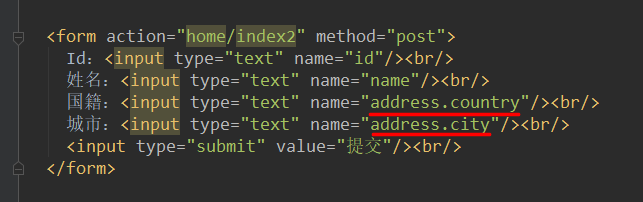 <form action="home/index2" method="post">
Id：<input type="text" name="id"/><br/>
姓名：<input type="text" name="name"/><br/>
国籍：<input type="text" name="address.country"/><br/>
城市：<input type="text" name="address.city"/><br/>
<input type="submit" value="提交"/><br/>
</form>